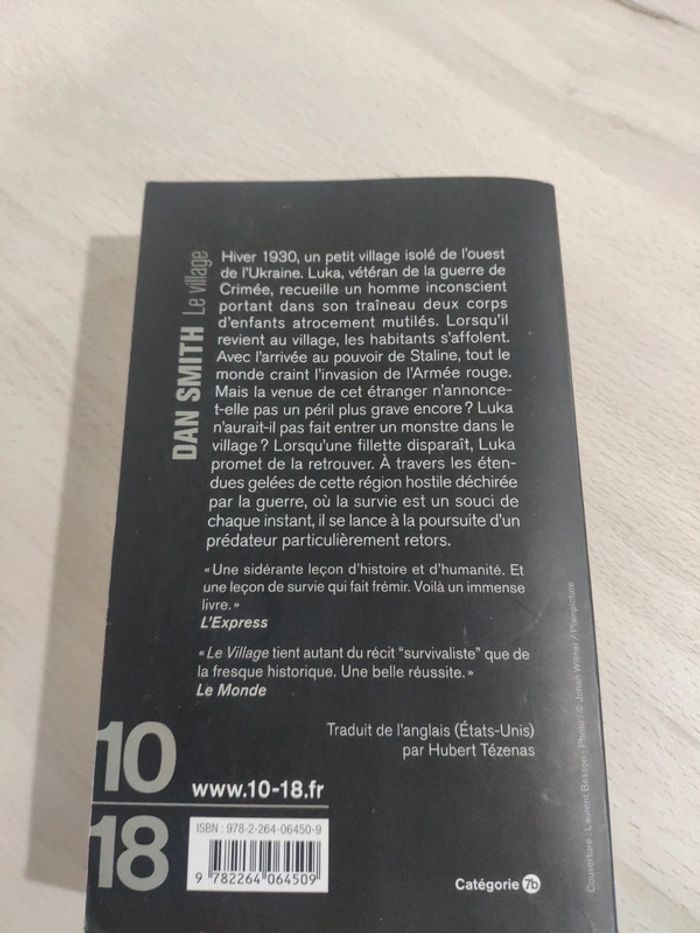 DAN SMITH Le village
Hiver 1930, un petit village isolé de l'ouest
de l'Ukraine. Luka, vétéran de la guerre de
Crimée, recueille un homme inconscient
portant dans son traîneau deux corps
d'enfants atrocement mutilés. Lorsqu'il
revient au village, les habitants s'affolent.
Avec l'arrivée au pouvoir de Staline, tout le
monde craint l'invasion de l'Armée rouge.
Mais la venue de cet étranger n'annonce-
t-elle pas un péril plus grave encore ? Luka
n'aurait-il pas fait entrer un monstre dans le
village ? Lorsqu'une fillette disparaît, Luka
promet de la retrouver. À travers les éten-
dues gelées de cette région hostile déchirée
par la guerre, où la survie est un souci de
chaque instant, il se lance à la poursuite d'un
prédateur particulièrement retors.
« Une sidérante leçon d'histoire et d'humanité. Et
une leçon de survie qui fait frémir. Voilà un immense
livre. »
L'Express
« Le Village tient autant du récit “survivaliste” que de
la fresque historique. Une belle réussite. »
Le Monde
Traduit de l'anglais (États-Unis)
par Hubert Tézenas
10
18
www.10-18.fr
ISBN : 978-2-264-06450-9
9 782264 064509
Catégorie 7b
Couverture : Laurent Besson - Photo : © Johan Willner / Plainpicture